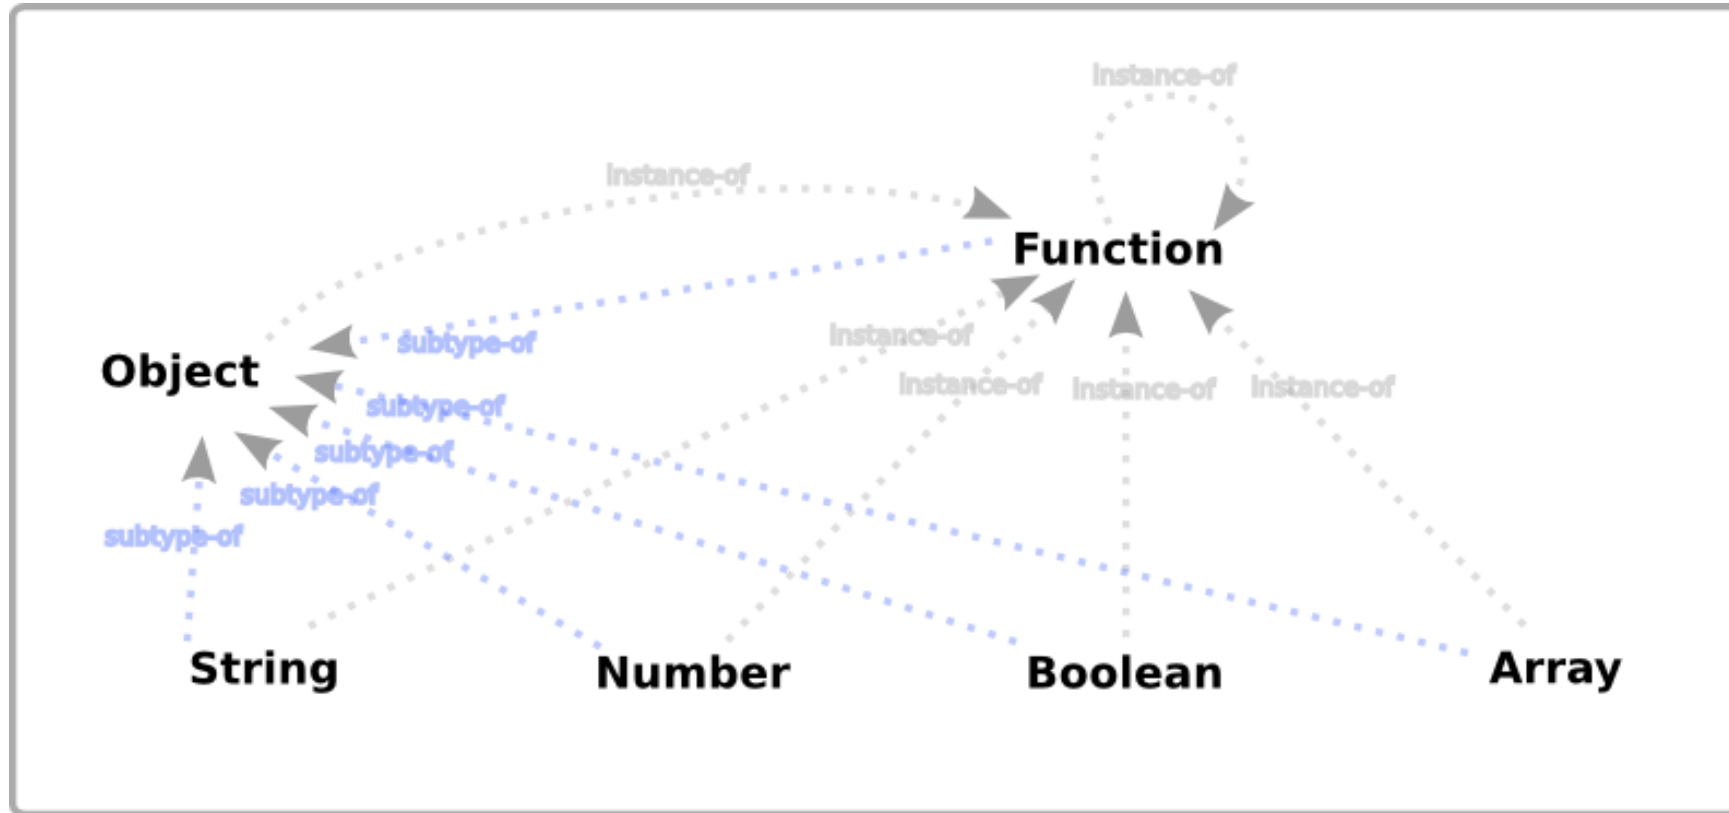 instance-of
instance-of
Function
instance-of
subtype-of
Object
instance-of
instance-of
instance-of
subtype-of
subtype-of
subtype-of
subtype-of
String
Number
Boolean
Array